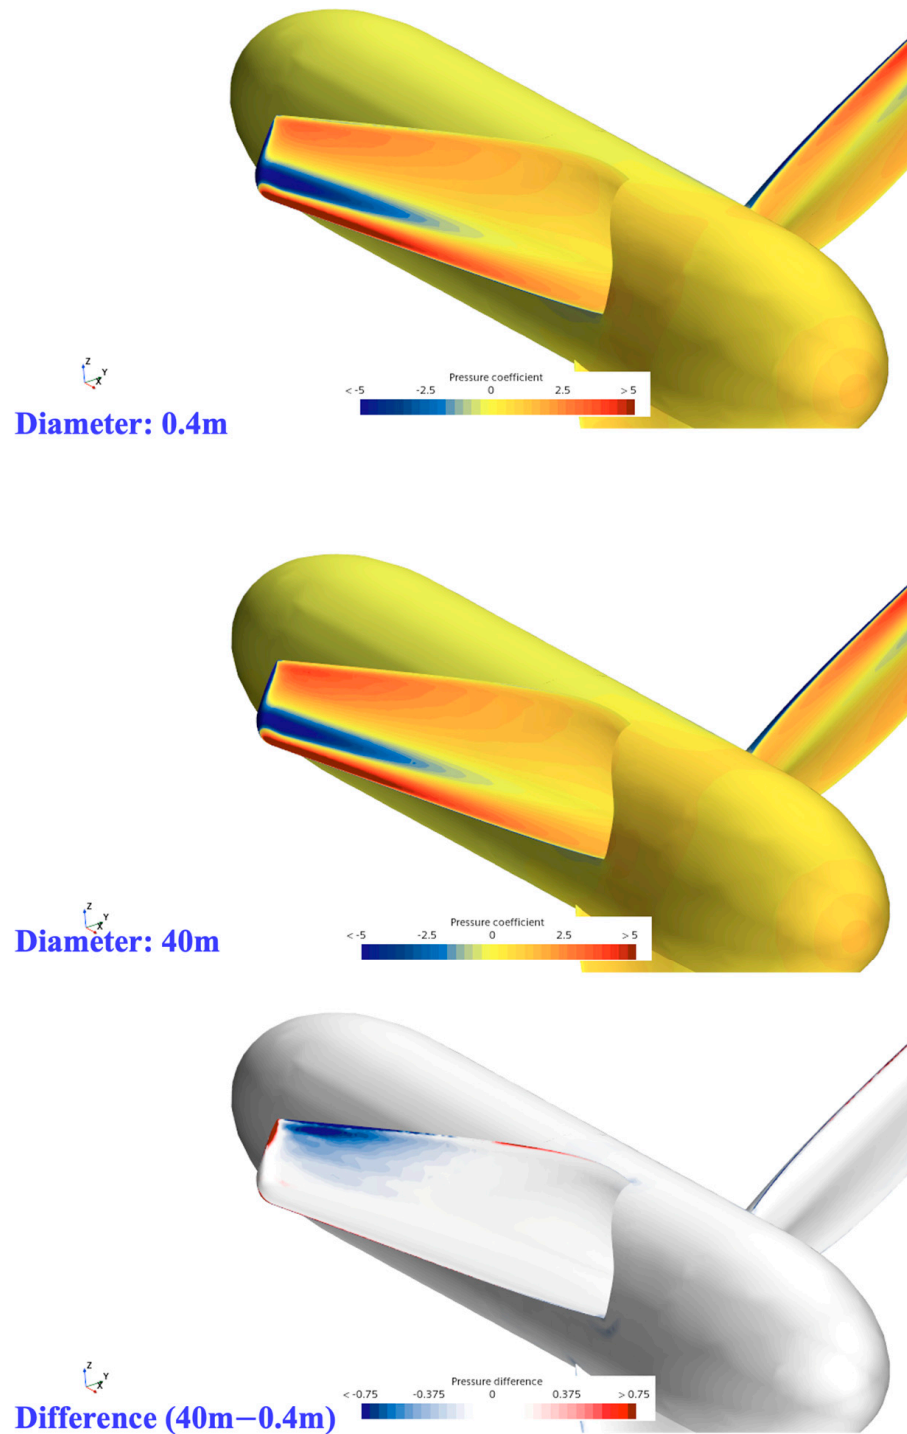 Pressure coefficient
< -5 -2.5 0 2.5 > 5
Z
Y
X
Diameter: 0.4m
Pressure coefficient
< -5 -2.5 0 2.5 > 5
Z
Y
X
Diameter: 40m
Pressure difference
< -0.75 -0.375 0 0.375 > 0.75
Z
Y
X
Difference (40m−0.4m)